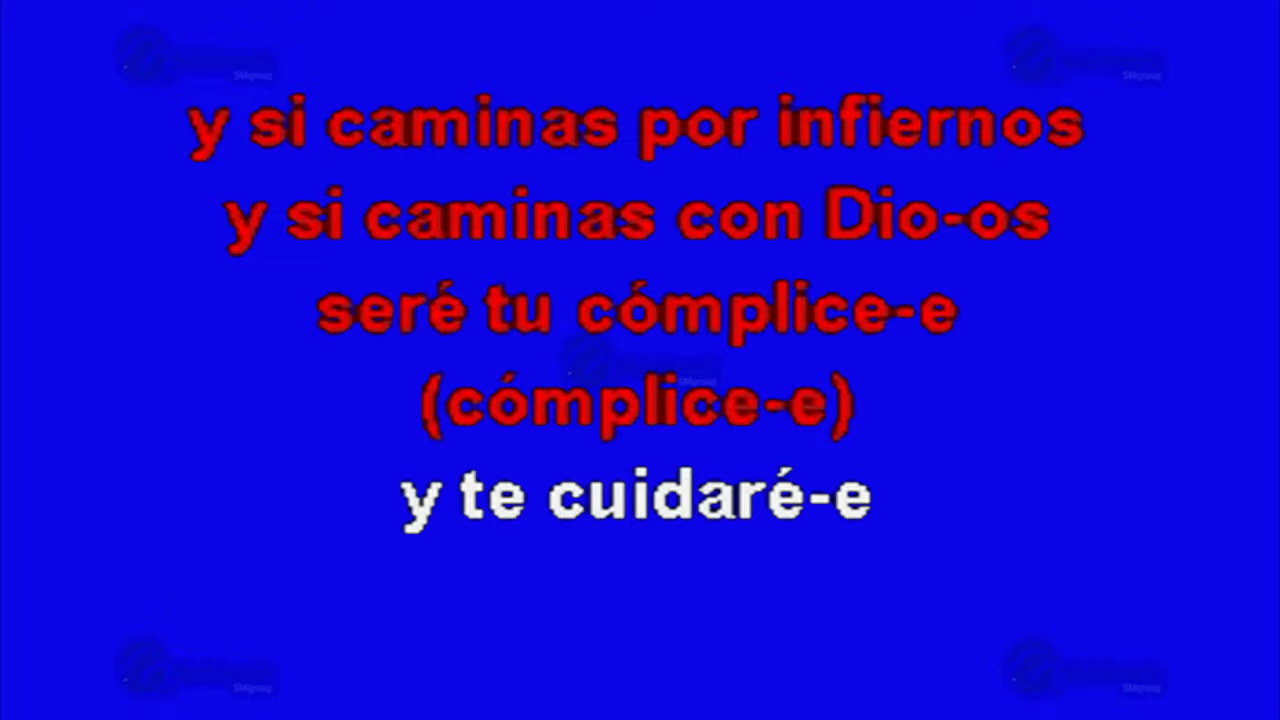 y si caminas por infiernos
y si caminas con Dio-os
seré tu cómplice-e
(cómplice-e)
y te cuidaré-e